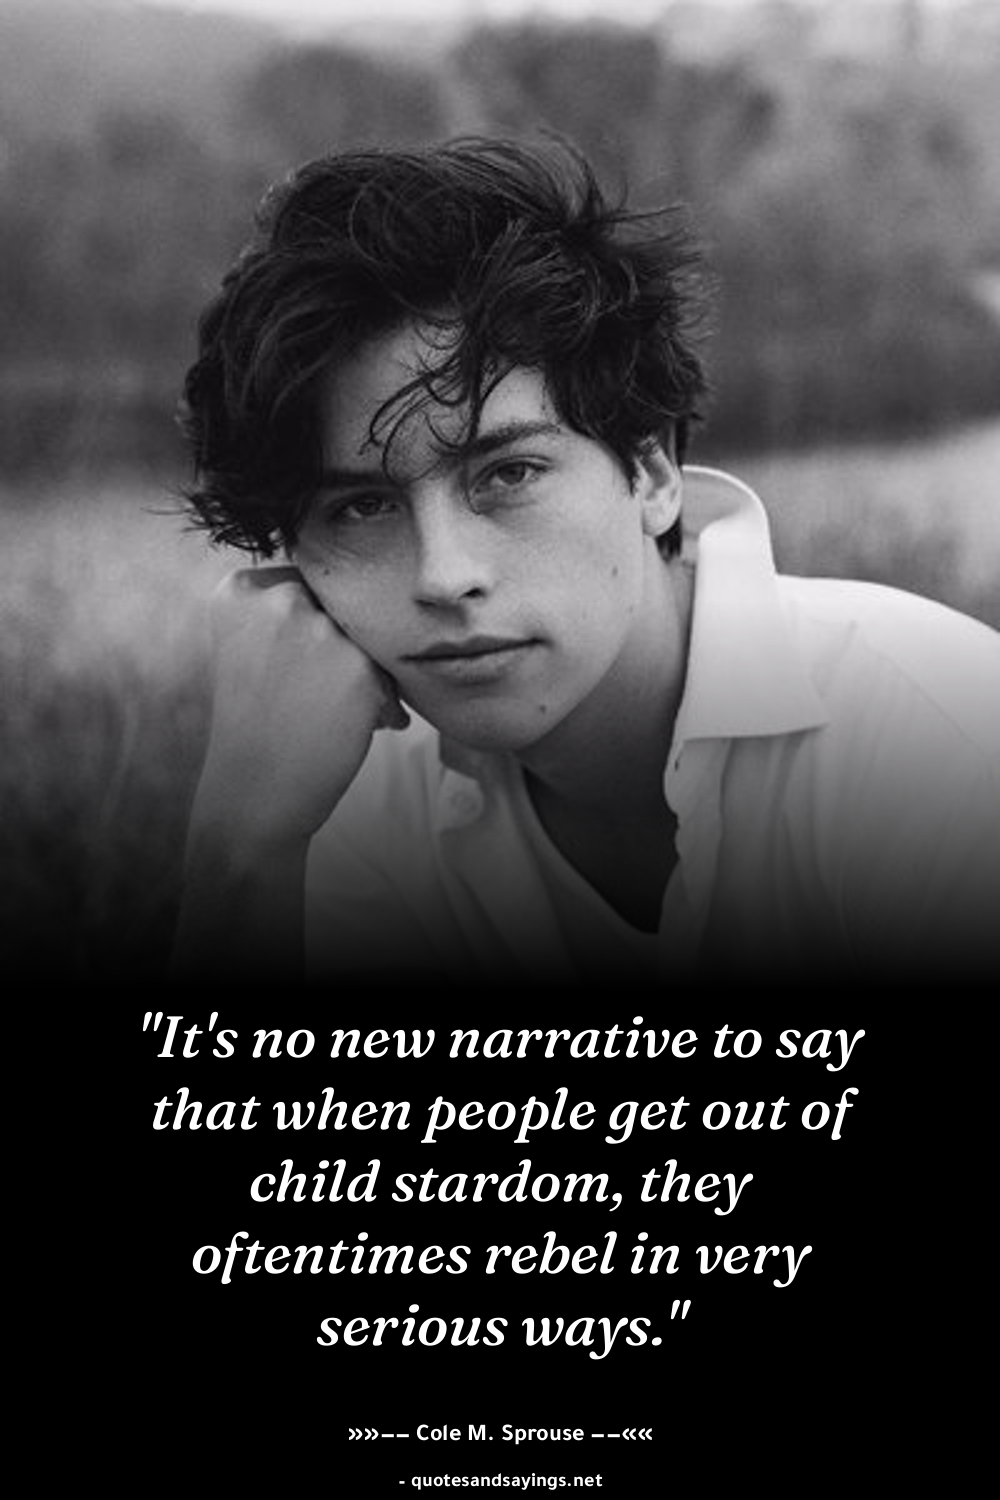 "It's no new narrative to say
that when people get out of
child stardom, they
oftentimes rebel in very
serious ways."
»»−− Cole M. Sprouse −−««
- quotesandsayings.net